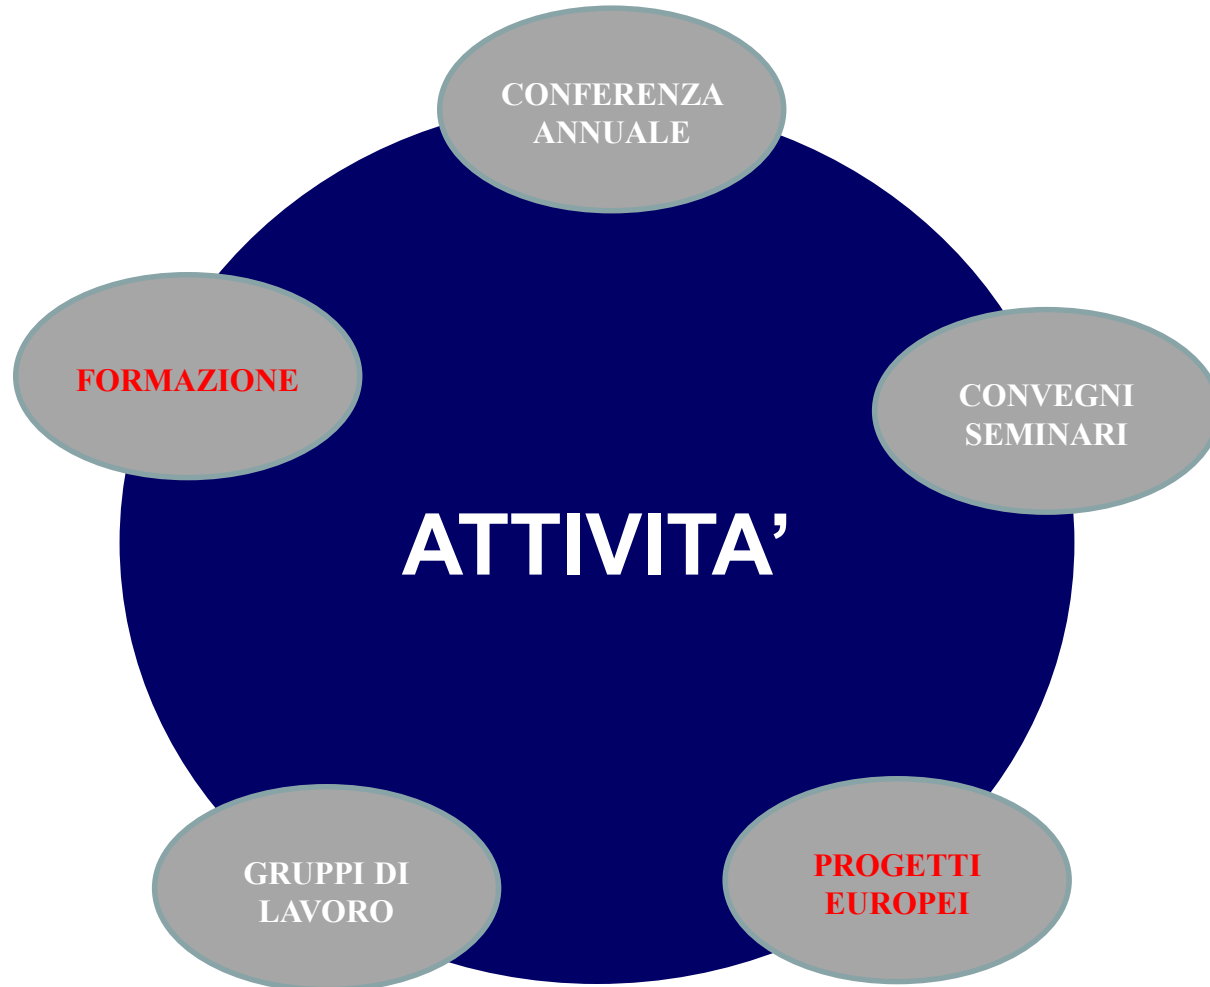 CONFERENZA
ANNUALE
FORMAZIONE
CONVEGNI
SEMINARI
ATTIVITA’
GRUPPI DI
LAVORO
PROGETTI
EUROPEI